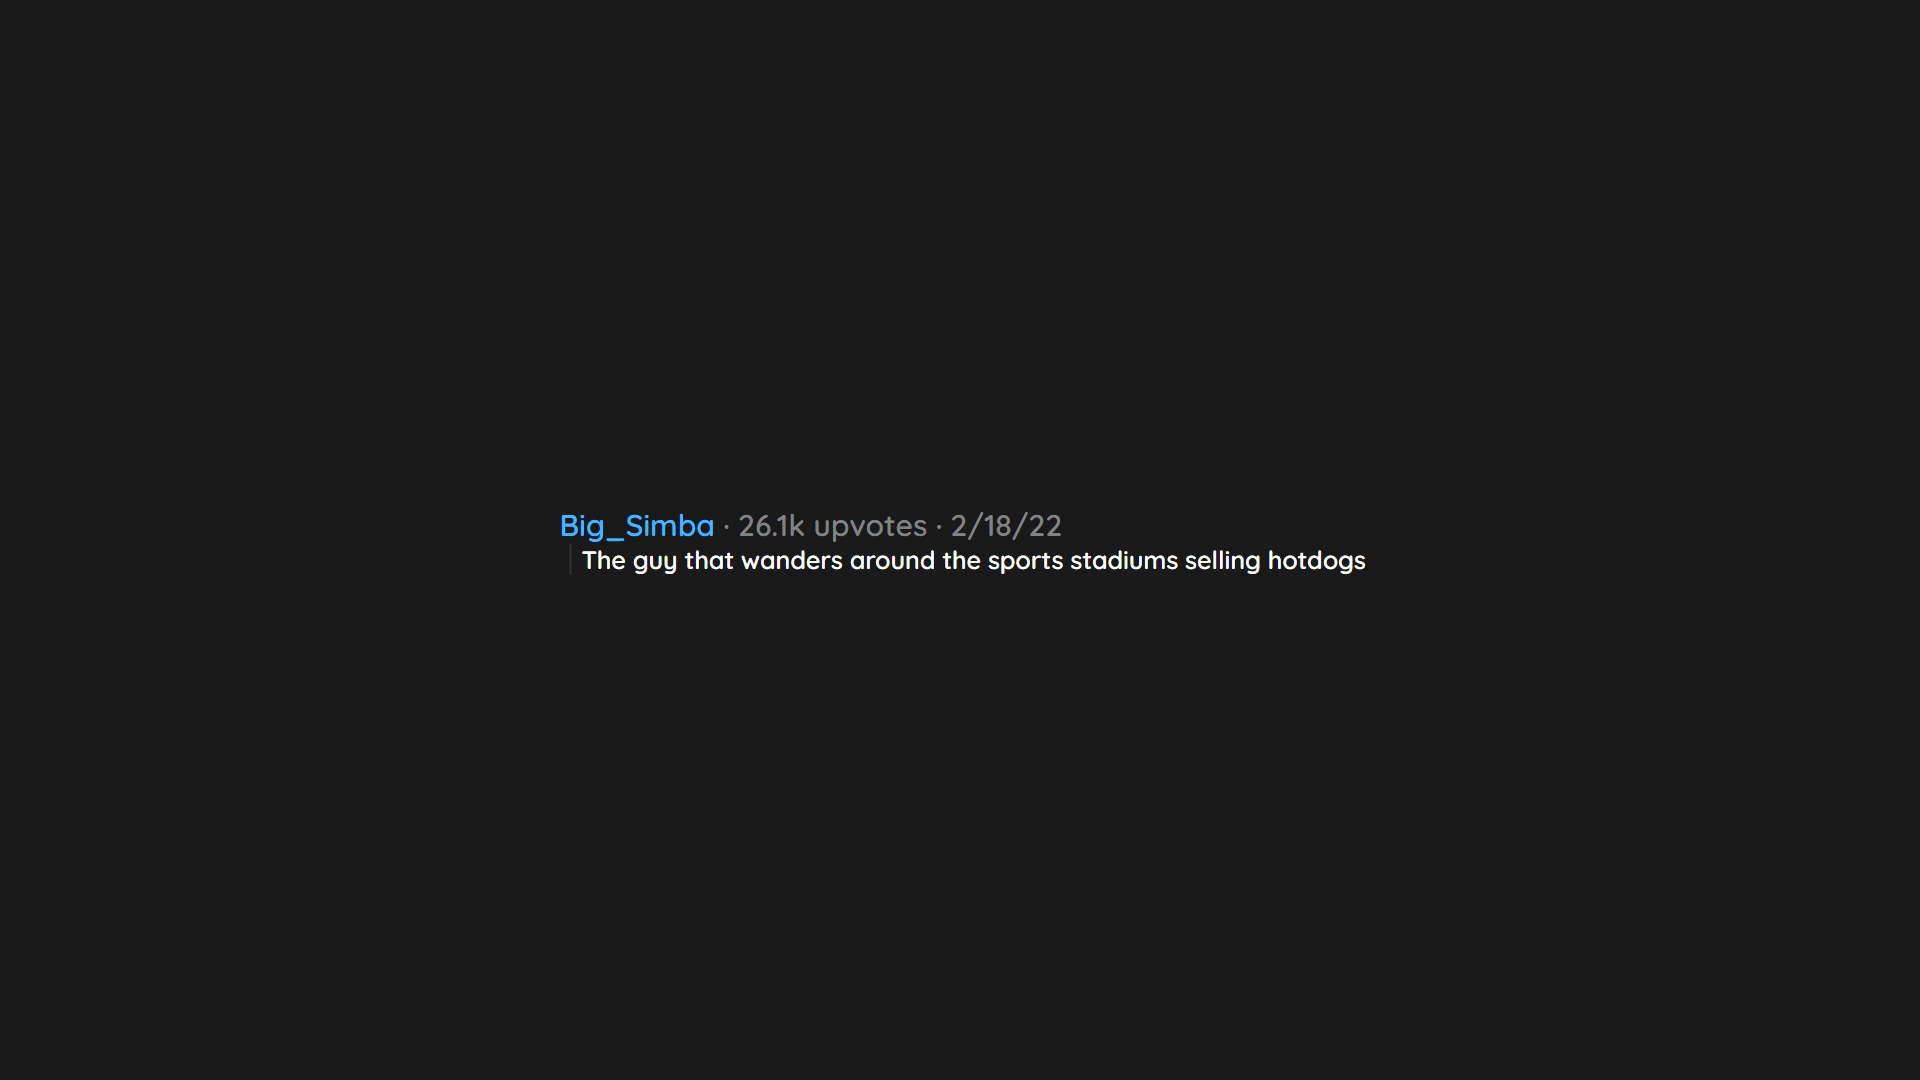 Big_Simba · 26.1k upvotes · 2/18/22
The guy that wanders around the sports stadiums selling hotdogs